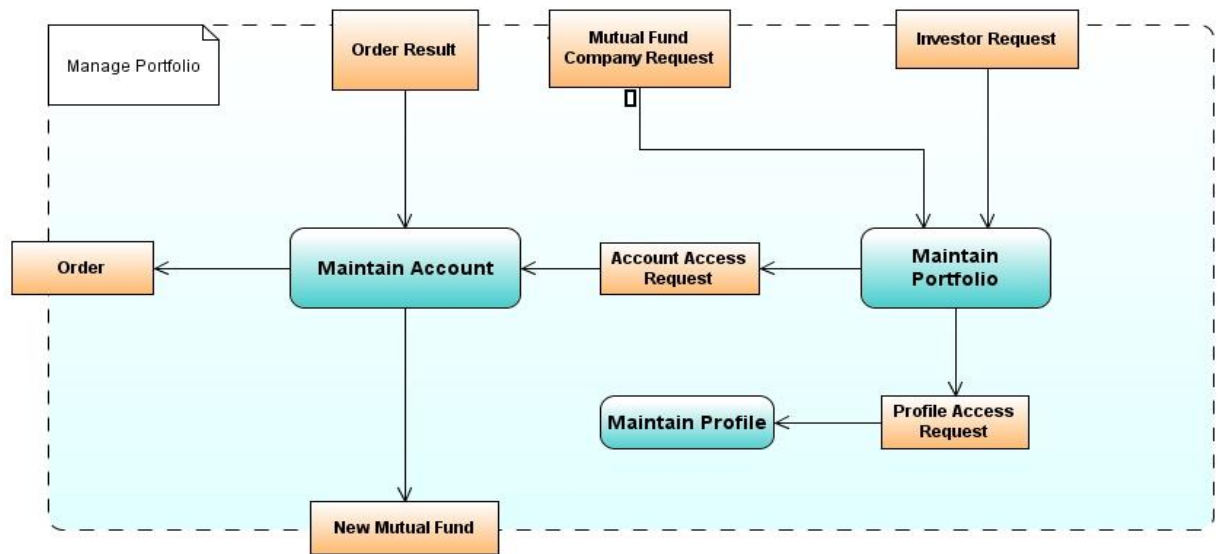 Manage Portfolio
Order Result
Mutual Fund
Company Request
Investor Request
Order
Maintain Account
Account Access
Request
Maintain
Portfolio
Maintain Profile
Profile Access
Request
New Mutual Fund